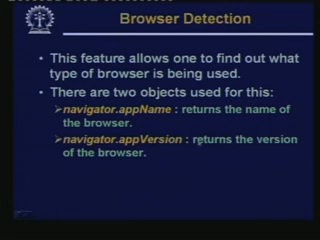 Browser Detection
• This feature allows one to find out what
type of browser is being used.
• There are two objects used for this:
➢navigator.appName : returns the name of
the browser.
➢navigator.appVersion : returns the version
of the browser.